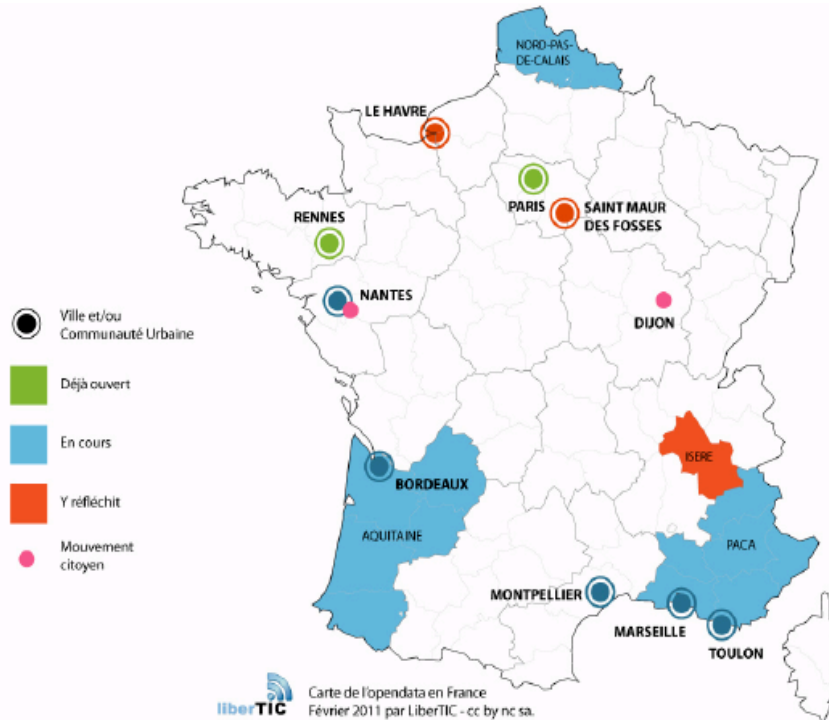 NORD-PAS-
DE-CALAIS
LE HAVRE
PARIS
SAINT MAUR
DES FOSSES
RENNES
NANTES
DIJON
Ville et/ou
Communauté Urbaine
Déjà ouvert
En cours
Y réfléchit
Mouvement
citoyen
ISERE
BORDEAUX
AQUITAINE
PACA
MONTPELLIER
MARSEILLE
TOULON
liberTIC
Carte de l'opendata en France
Février 2011 par LiberTIC - cc by nc sa.